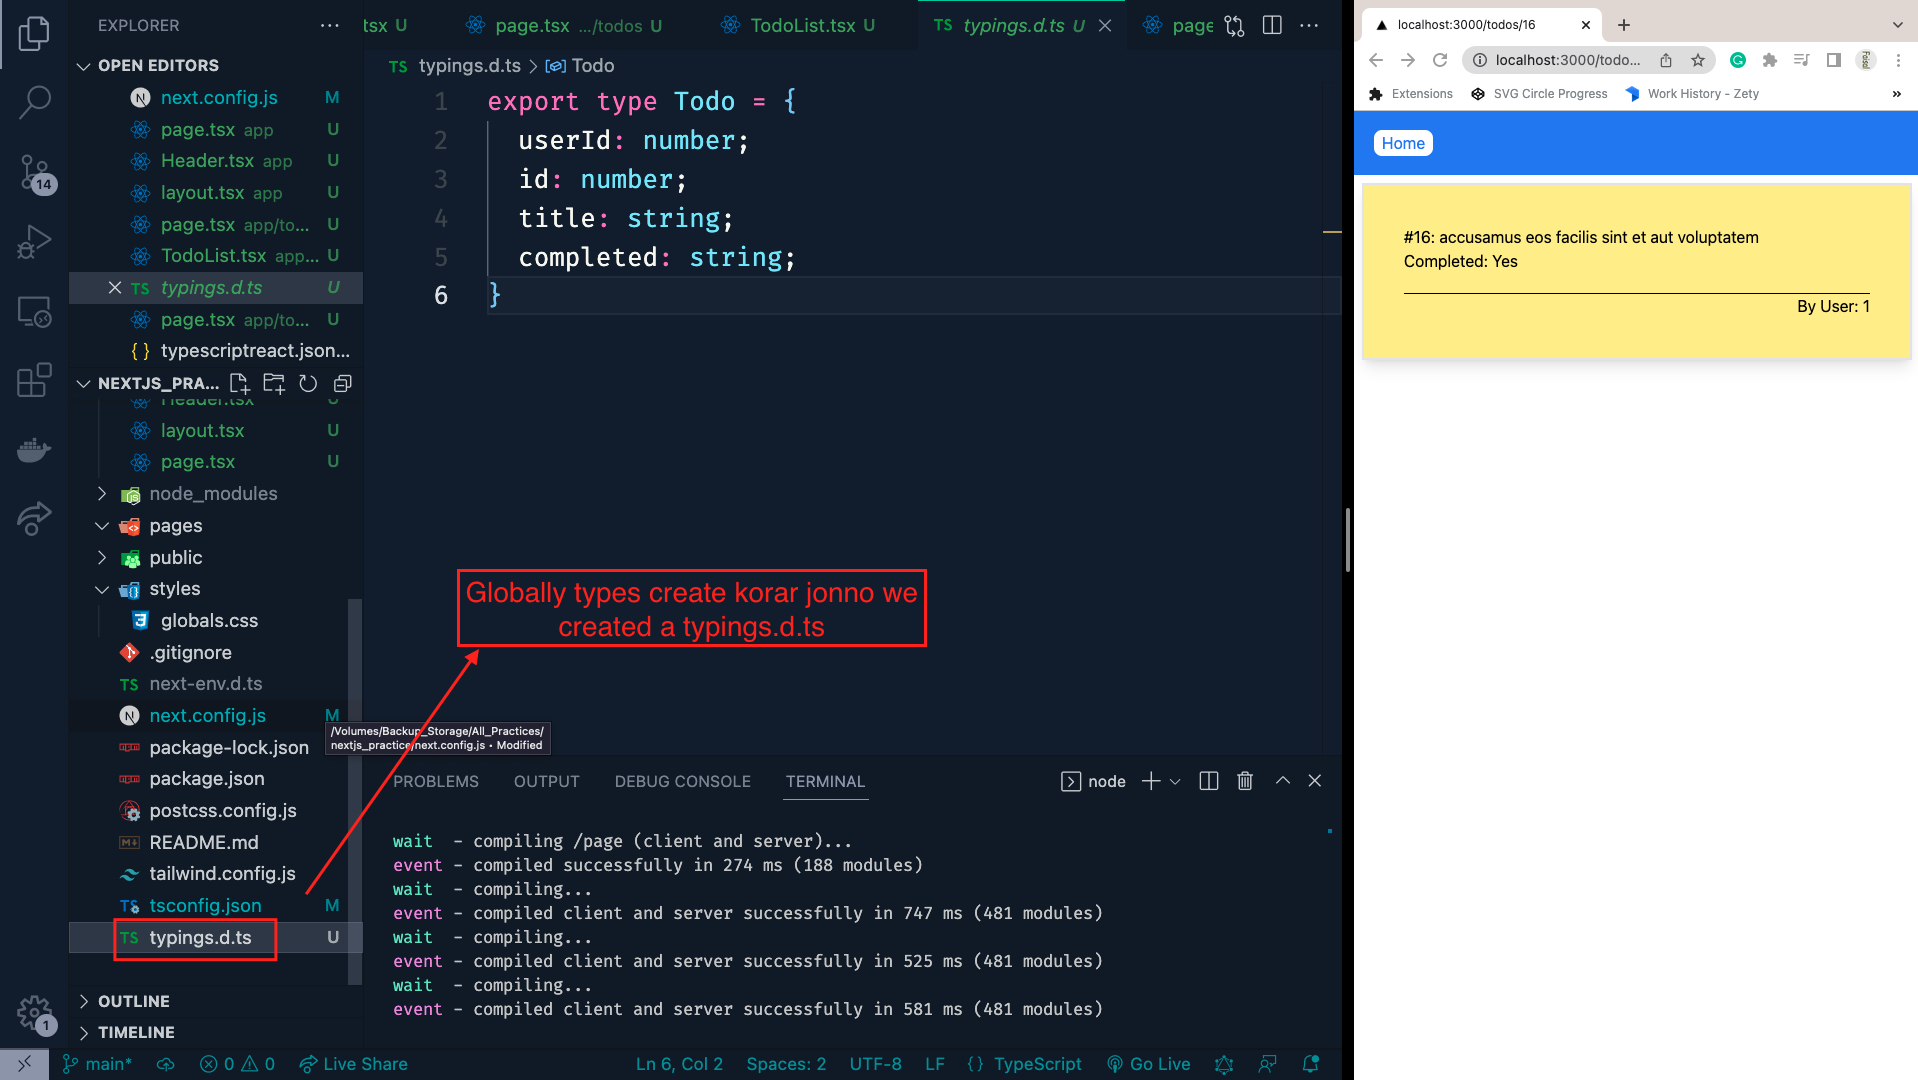 EXPLORER
OPEN EDITORS
next.config.js M
page.tsx app U
Header.tsx app U
layout.tsx app U
page.tsx app/to... U
TodoList.tsx app... U
TS typings.d.ts U
page.tsx app/to... U
{ } typescriptreact.json...
NEXTJS_PRA...
Header.tsx U
layout.tsx U
page.tsx U
node_modules
pages
public
styles
globals.css
.gitignore
TS next-env.d.ts
N next.config.js M
package-lock.json
package.json
postcss.config.js
README.md
tailwind.config.js
TS tsconfig.json M
TS typings.d.ts U
OUTLINE
TIMELINE
14
1
tsx U
page.tsx .../todos U
TodoList.tsx U
TS typings.d.ts U
page
TS typings.d.ts > Todo
1 export type Todo = {
2 userId: number;
3 id: number;
4 title: string;
5 completed: string;
6 }
Globally types create korar jonno we
created a typings.d.ts
/Volumes/Backup_Storage/All_Practices/
nextjs_practice/next.config.js • Modified
PROBLEMS OUTPUT DEBUG CONSOLE TERMINAL
node
wait - compiling /page (client and server)...
event - compiled successfully in 274 ms (188 modules)
wait - compiling...
event - compiled client and server successfully in 747 ms (481 modules)
wait - compiling...
event - compiled client and server successfully in 525 ms (481 modules)
wait - compiling...
event - compiled client and server successfully in 581 ms (481 modules)
main* 0 0 Live Share
Ln 6, Col 2 Spaces: 2 UTF-8 LF { } TypeScript Go Live
localhost:3000/todos/16
localhost:3000/todo...
Extensions SVG Circle Progress Work History - Zety
Home
#16: accusamus eos facilis sint et aut voluptatem
Completed: Yes
By User: 1